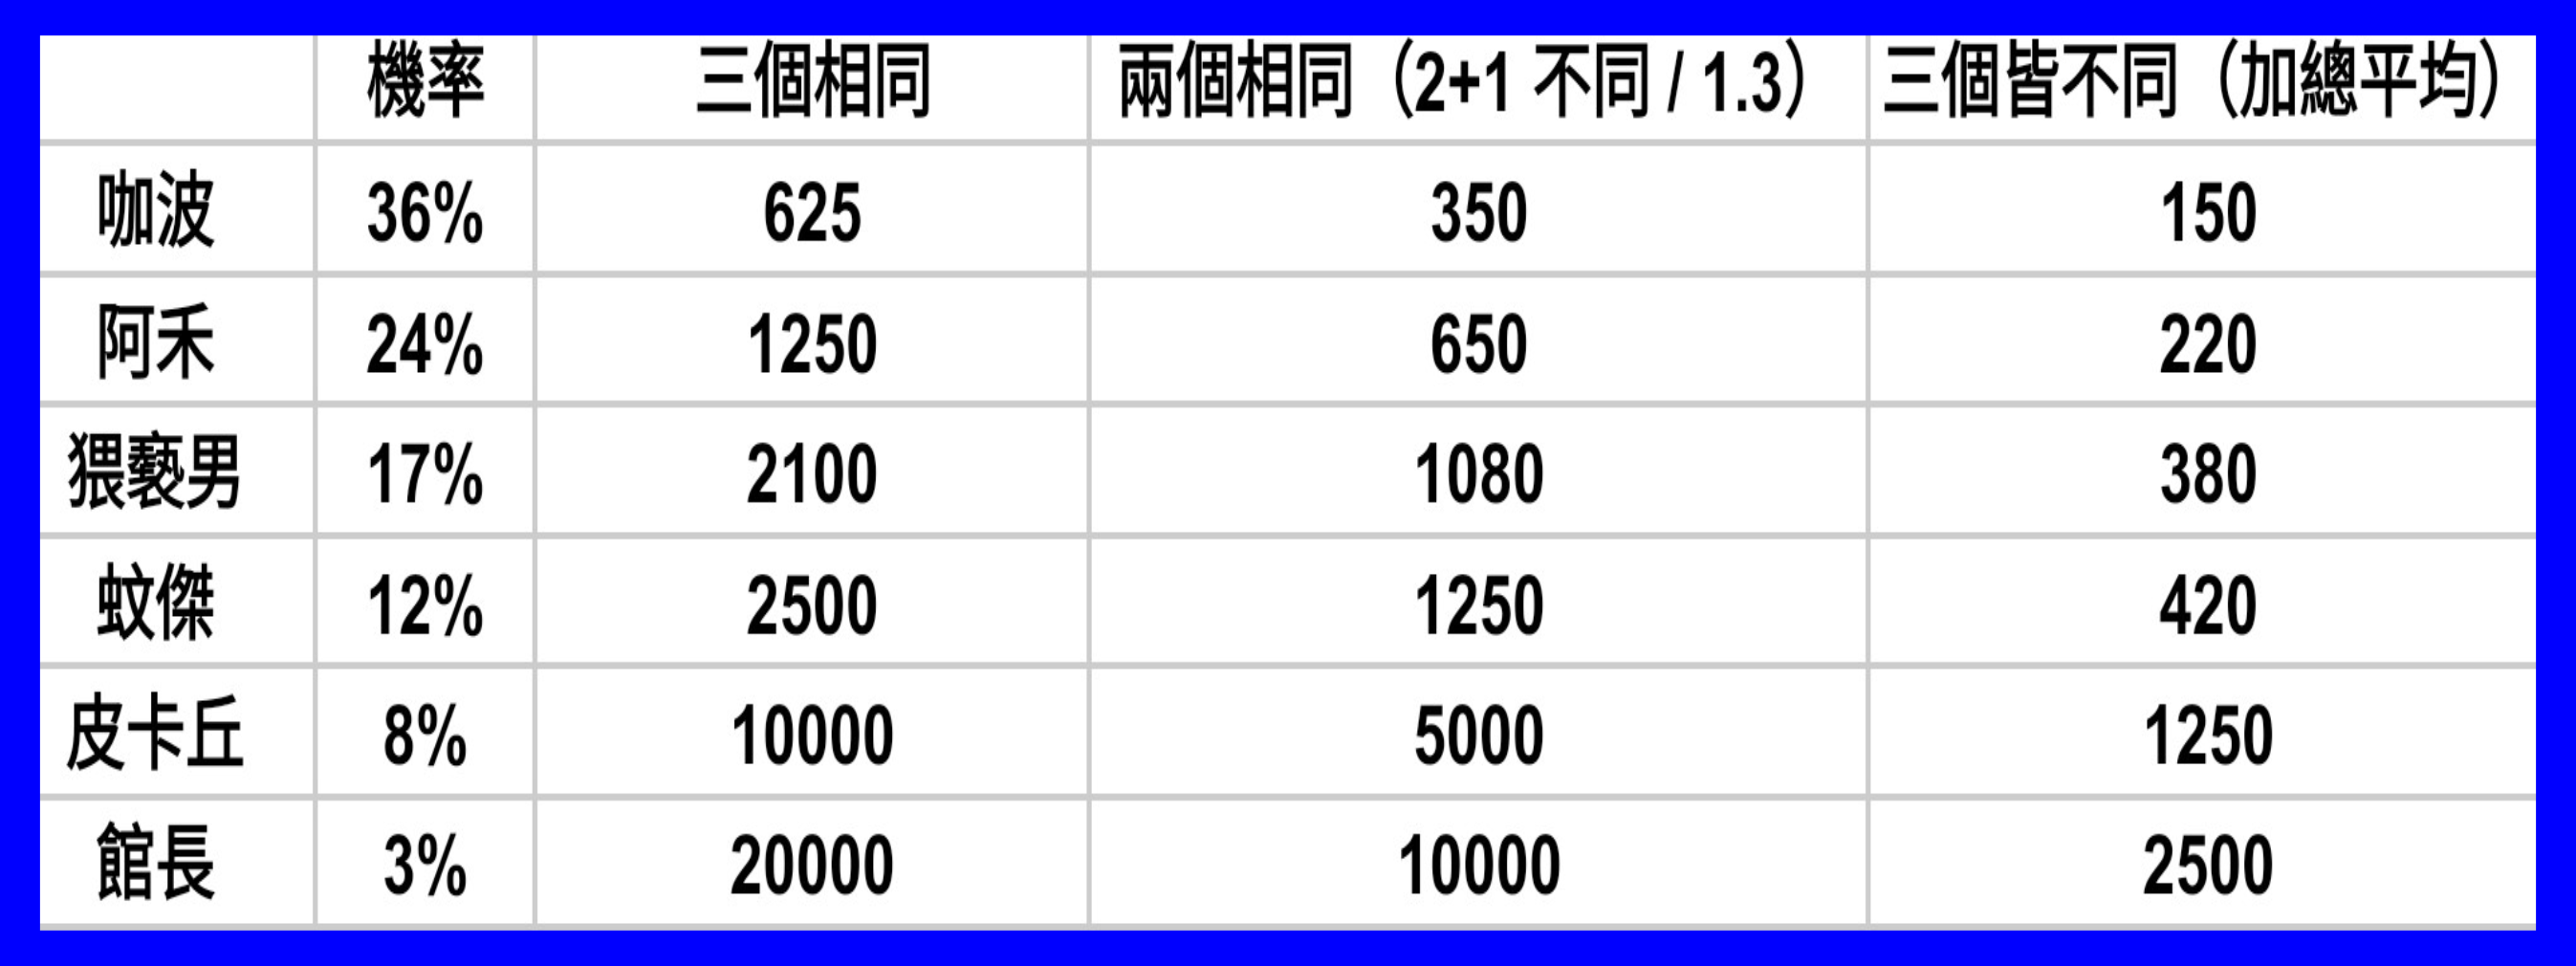 機率 三個相同 兩個相同（2+1 不同 / 1.3） 三個皆不同（加總平均）
咖波 36% 625 350 150
阿禾 24% 1250 650 220
猥褻男 17% 2100 1080 380
蚊傑 12% 2500 1250 420
皮卡丘 8% 10000 5000 1250
館長 3% 20000 10000 2500